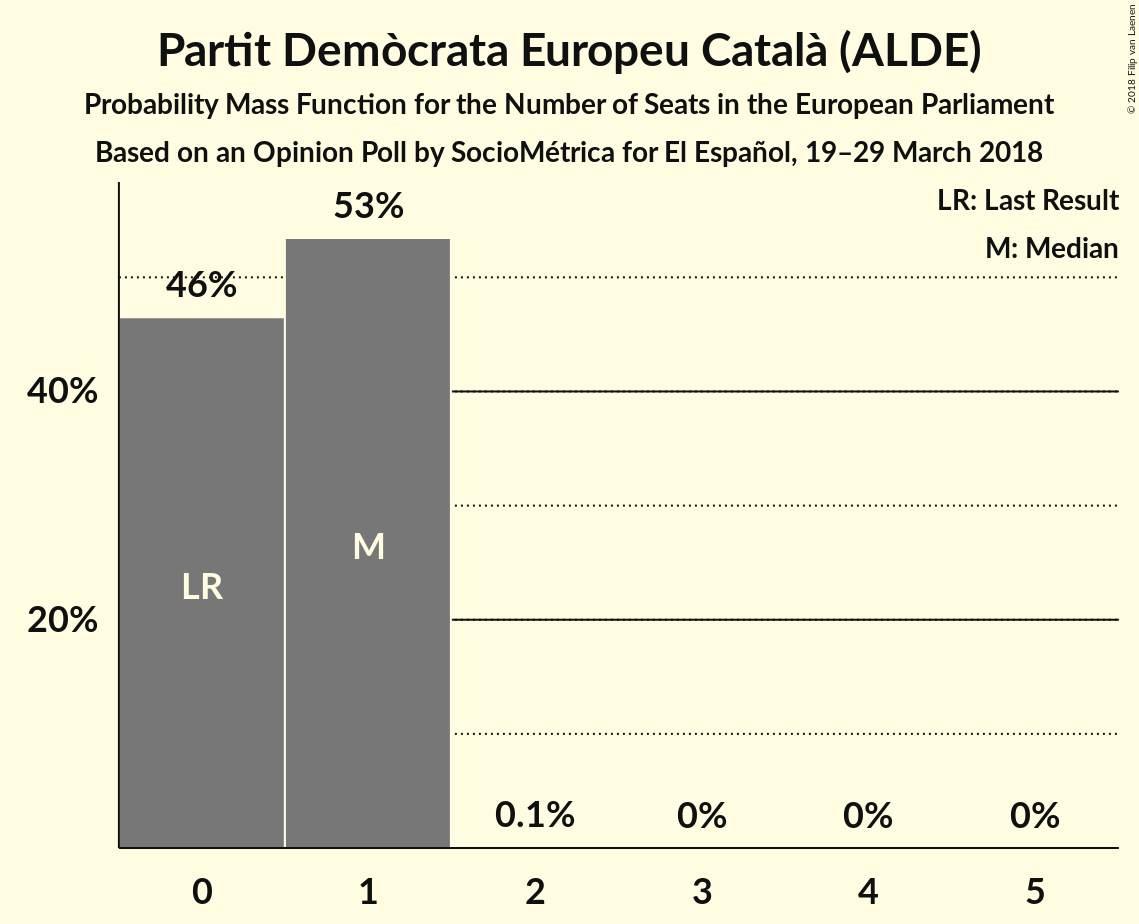 Partit Demòcrata Europeu Català (ALDE)
Probability Mass Function for the Number of Seats in the European Parliament
Based on an Opinion Poll by SocioMétrica for El Español, 19–29 March 2018
© 2018 Filip van Laenen
LR: Last Result
M: Median
53%
46%
40%
20%
LR
M
0.1%
0%
0%
0%
0
1
2
3
4
5